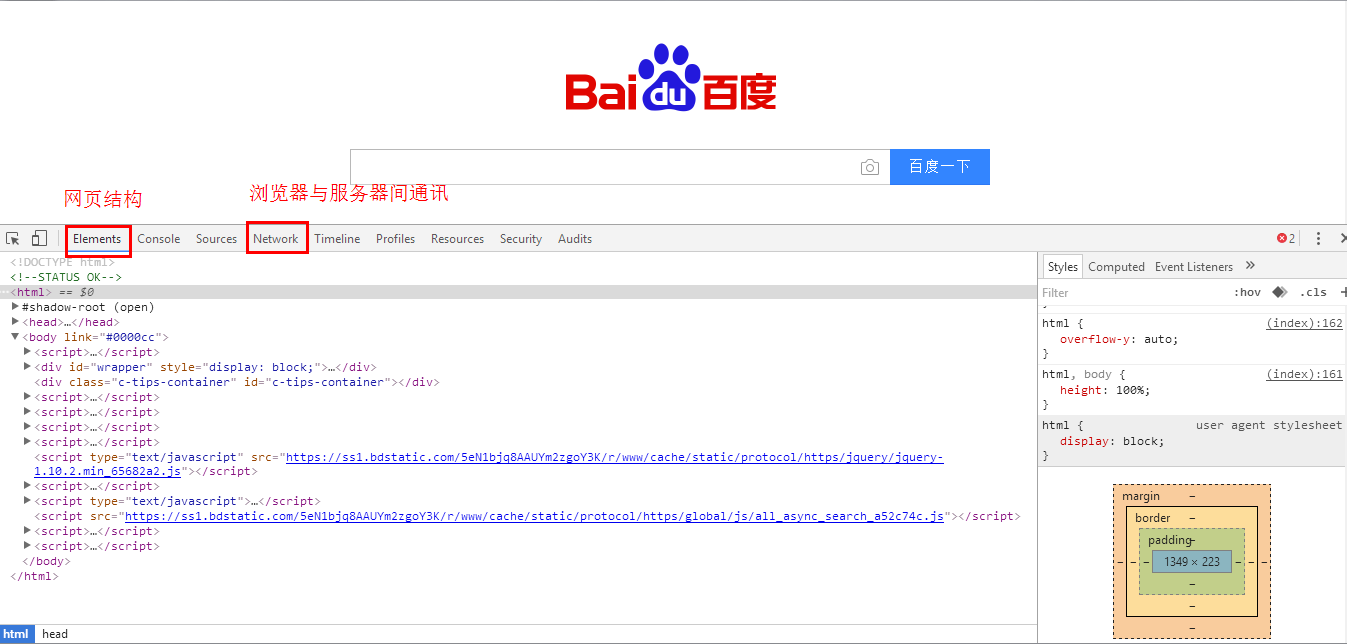 Bai du 百度
百度一下
网页结构
浏览器与服务器间通讯
Elements Console Sources Network Timeline Profiles Resources Security Audits 2
<!DOCTYPE html>
<!--STATUS OK-->
<html> == $0
#shadow-root (open)
<head>…</head>
<body link="#0000cc">
<script>…</script>
<div id="wrapper" style="display: block;">…</div>
<div class="c-tips-container" id="c-tips-container"></div>
<script>…</script>
<script>…</script>
<script>…</script>
<script>…</script>
<script type="text/javascript" src="https://ss1.bdstatic.com/5eN1bjq8AAUYm2zgoY3K/r/www/cache/static/protocol/https/jquery/jquery-
1.10.2.min_65682a2.js"></script>
<script>…</script>
<script type="text/javascript">…</script>
<script src="https://ss1.bdstatic.com/5eN1bjq8AAUYm2zgoY3K/r/www/cache/static/protocol/https/global/js/all_async_search_a52c74c.js"></script>
<script>…</script>
<script>…</script>
</body>
</html>
html head
Styles Computed Event Listeners »
Filter :hov .cls +
}
html { (index):162
overflow-y: auto;
}
html, body { (index):161
height: 100%;
}
html { user agent stylesheet
display: block;
}
margin –
border –
padding –
– – – 1349 × 223 – – –
–
–
–